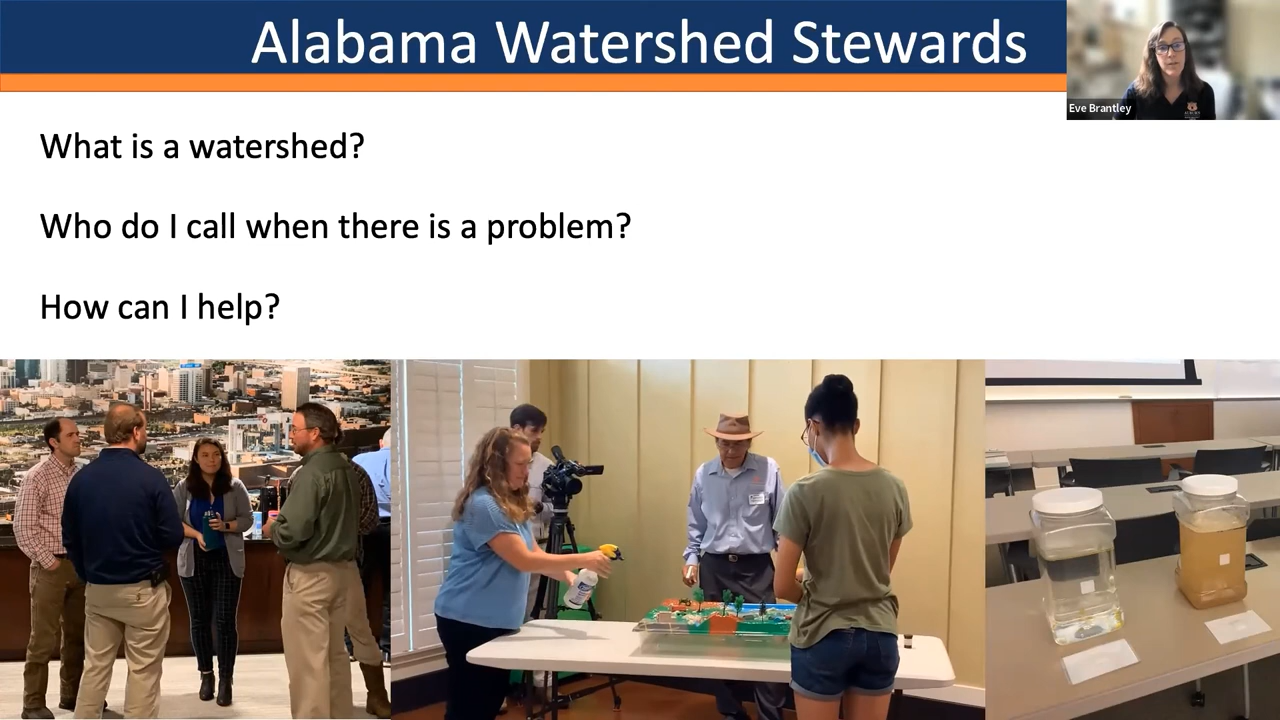 Alabama Watershed Stewards
Eve Brantley
What is a watershed?
Who do I call when there is a problem?
How can I help?